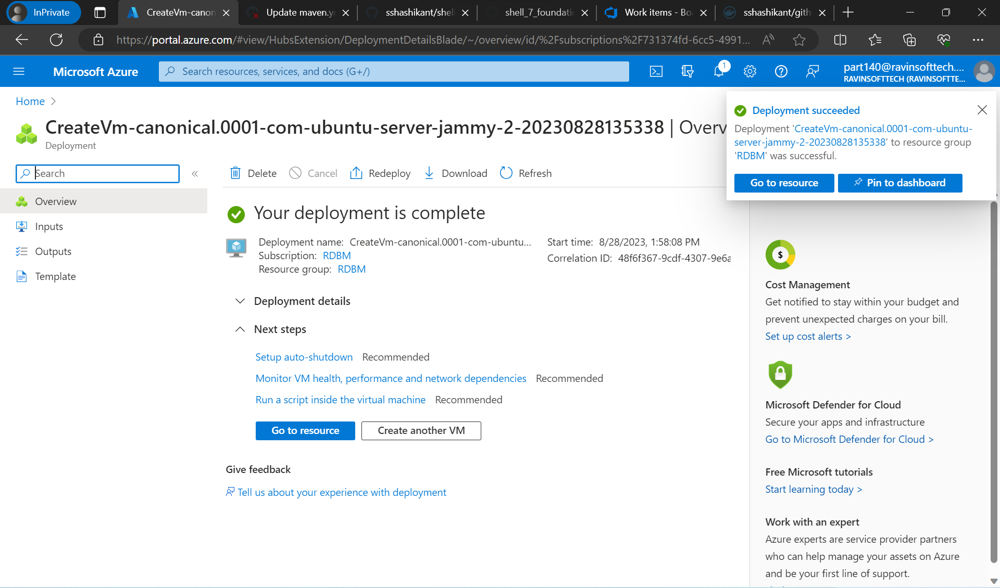 InPrivate
CreateVm-canon
Update maven.y
sshashikant/shell
shell_7_foundatio
Work items - Boa
sshashikant/gith
https://portal.azure.com/#view/HubsExtension/DeploymentDetailsBlade/~/overview/id/%2Fsubscriptions%2F731374fd-6cc5-4991...
Microsoft Azure
Search resources, services, and docs (G+/)
1
part140@ravinsofttech....
RAVINSOFTTECH (RAVINSOFTTE...
Home >
CreateVm-canonical.0001-com-ubuntu-server-jammy-2-20230828135338 | Overv
Deployment
Deployment succeeded
Deployment 'CreateVm-canonical.0001-com-ubuntu-
server-jammy-2-20230828135338' to resource group
'RDBM' was successful.
Go to resource
Pin to dashboard
Search
«
Delete
Cancel
Redeploy
Download
Refresh
Overview
Inputs
Outputs
Template
Your deployment is complete
Deployment name: CreateVm-canonical.0001-com-ubuntu...
Subscription: RDBM
Resource group: RDBM
Start time: 8/28/2023, 1:58:08 PM
Correlation ID: 48f6f367-9cdf-4307-9e6a
Deployment details
Next steps
Setup auto-shutdown Recommended
Monitor VM health, performance and network dependencies Recommended
Run a script inside the virtual machine Recommended
Go to resource
Create another VM
Give feedback
Tell us about your experience with deployment
$
Cost Management
Get notified to stay within your budget and
prevent unexpected charges on your bill.
Set up cost alerts >
Microsoft Defender for Cloud
Secure your apps and infrastructure
Go to Microsoft Defender for Cloud >
Free Microsoft tutorials
Start learning today >
Work with an expert
Azure experts are service provider partners
who can help manage your assets on Azure
and be your first line of support.